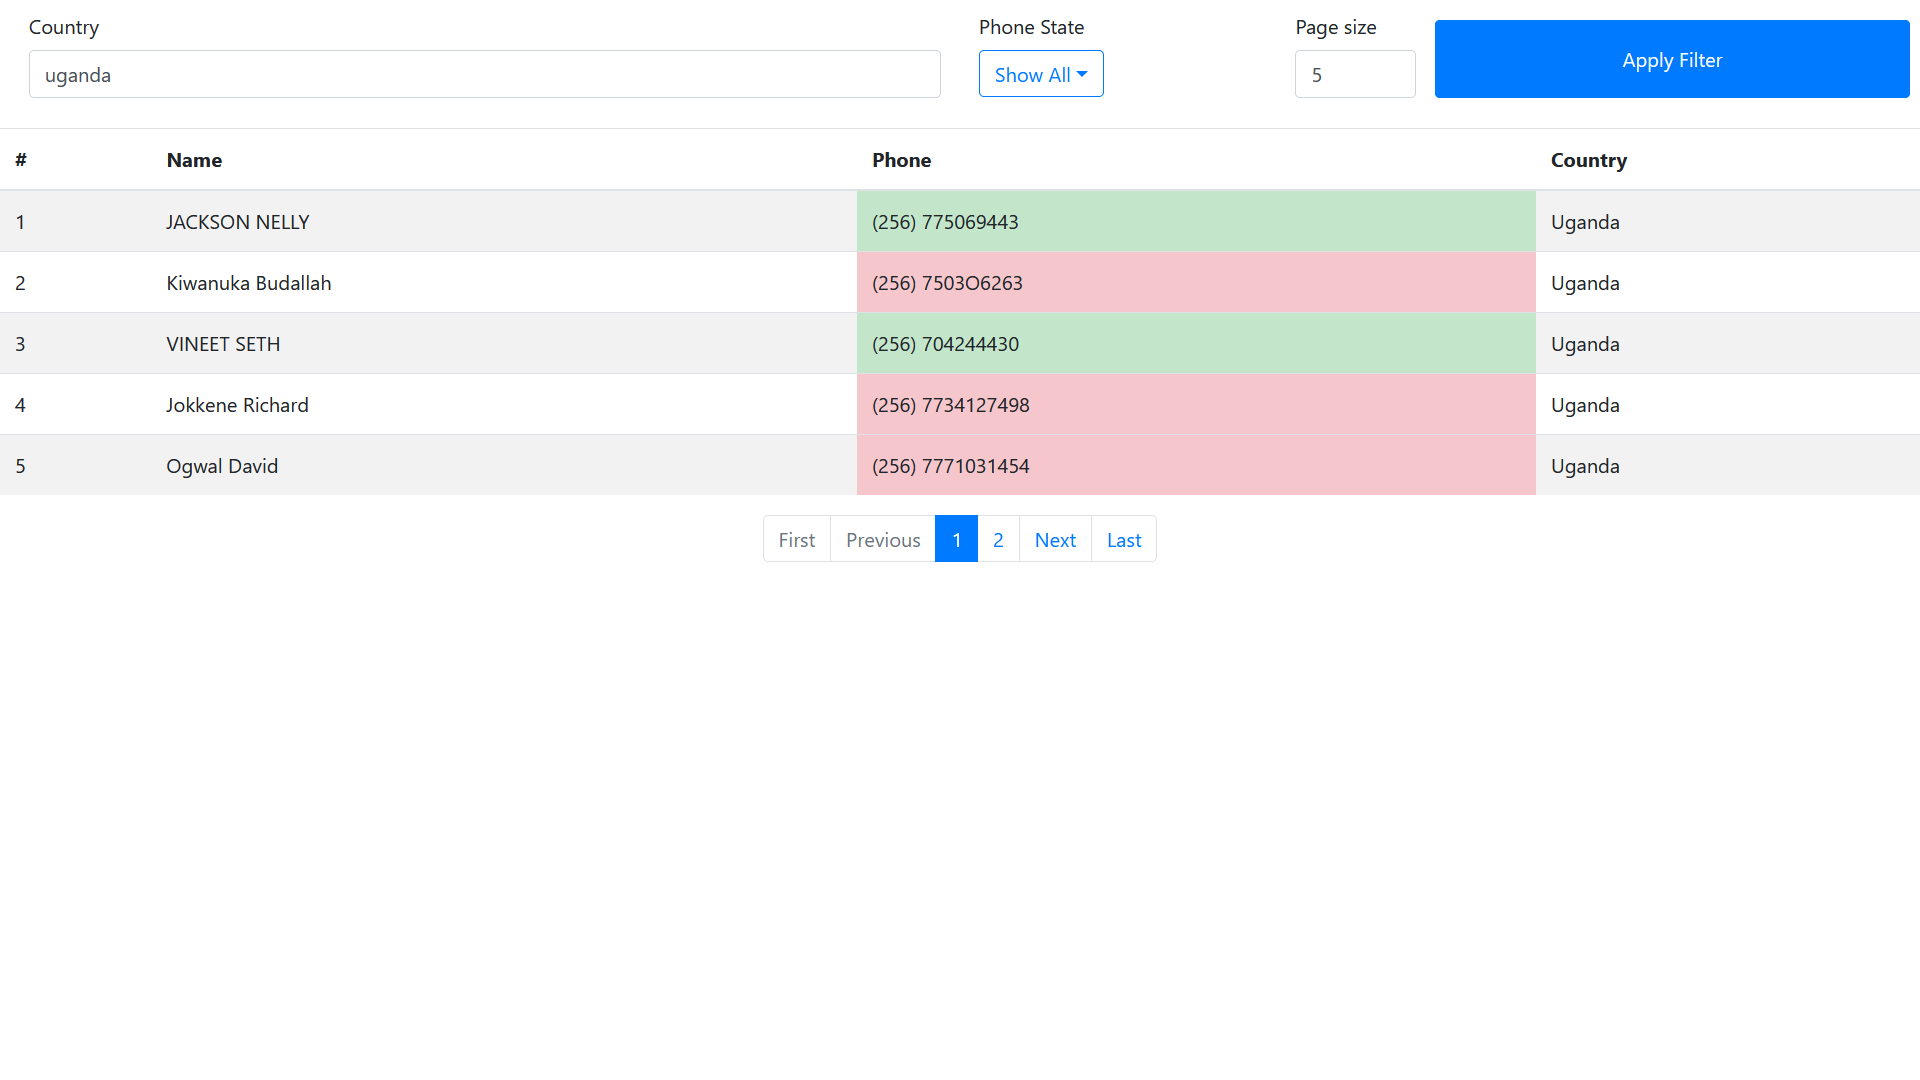 Country
Phone State
Page size
uganda
Show All
5
Apply Filter
# Name Phone Country
1 JACKSON NELLY (256) 775069443 Uganda
2 Kiwanuka Budallah (256) 7503O6263 Uganda
3 VINEET SETH (256) 704244430 Uganda
4 Jokkene Richard (256) 7734127498 Uganda
5 Ogwal David (256) 7771031454 Uganda
First Previous 1 2 Next Last